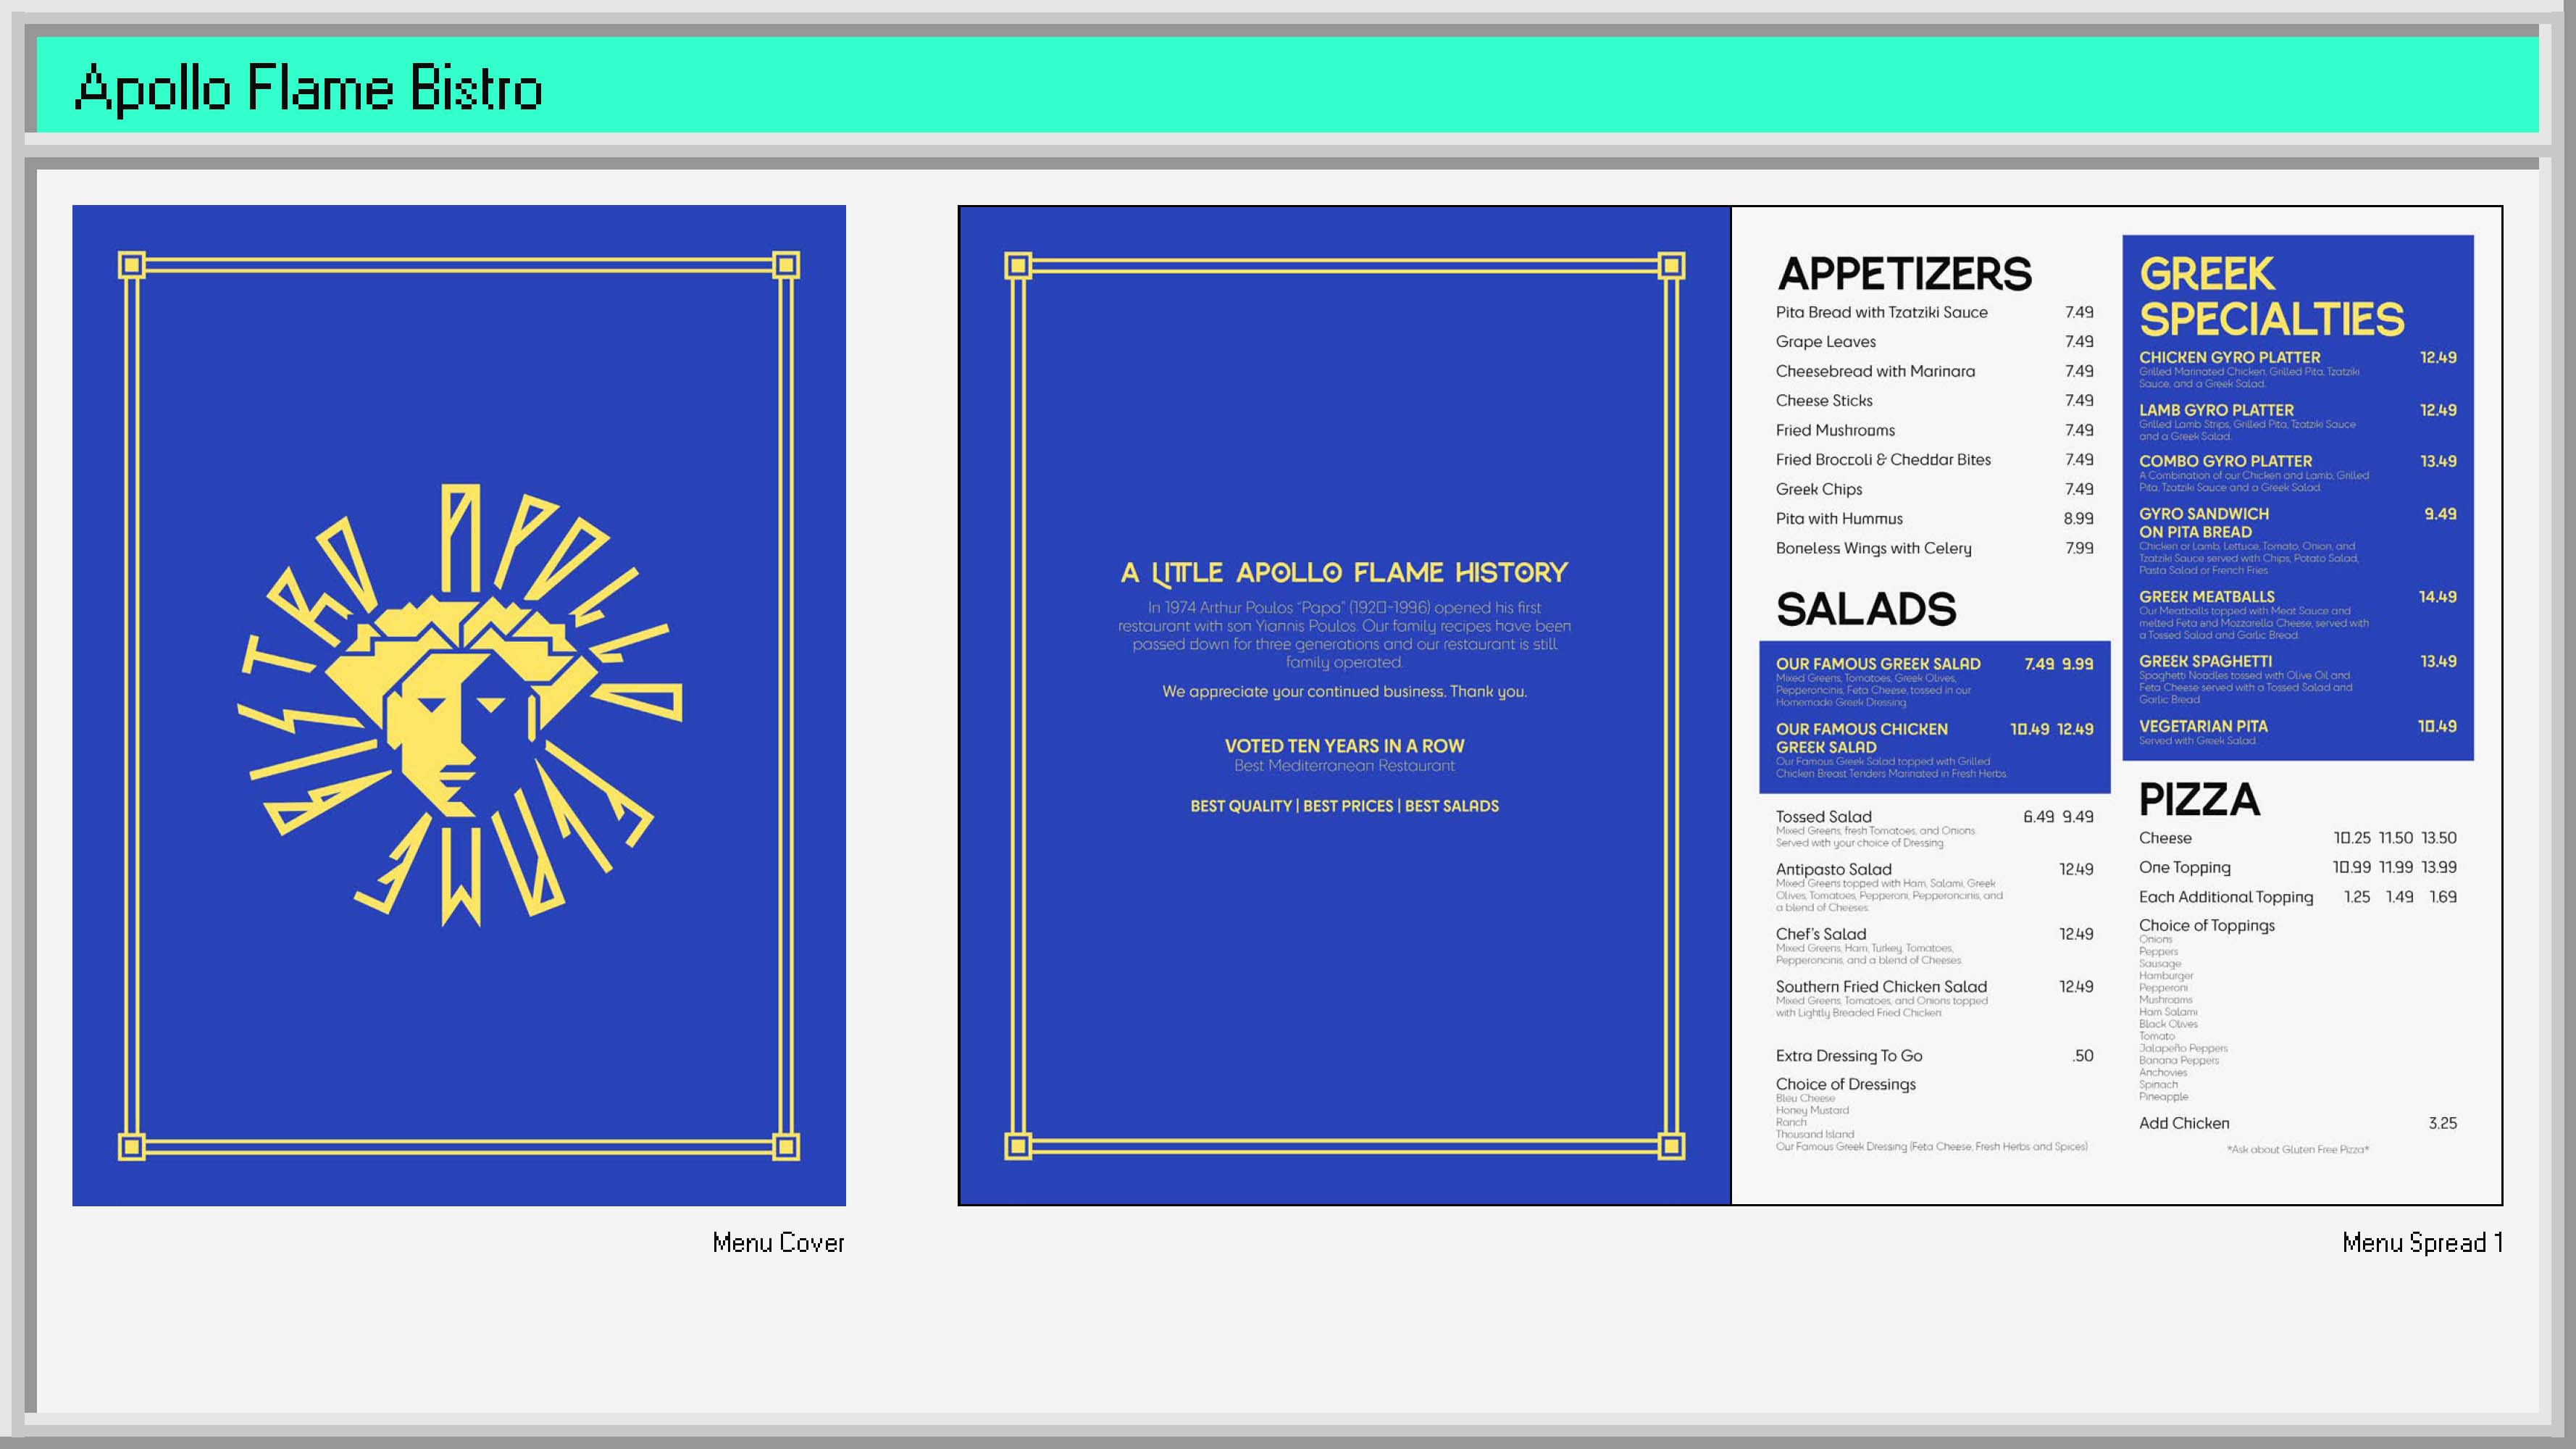 Apollo Flame Bistro
APOLLO FLAME BISTRO
Menu Cover
A LITTLE APOLLO FLAME HISTORY
In 1974 Arthur Poulos "Papa" (1920-1996) opened his first
restaurant with son Yiannis Poulos. Our family recipes have been
passed down for three generations and our restaurant is still
family operated.
We appreciate your continued business. Thank you.
VOTED TEN YEARS IN A ROW
Best Mediterranean Restaurant
BEST QUALITY | BEST PRICES | BEST SALADS
APPETIZERS
Pita Bread with Tzatziki Sauce 7.49
Grape Leaves 7.49
Cheesebread with Marinara 7.49
Cheese Sticks 7.49
Fried Mushrooms 7.49
Fried Broccoli & Cheddar Bites 7.49
Greek Chips 7.49
Pita with Hummus 8.99
Boneless Wings with Celery 7.99
SALADS
OUR FAMOUS GREEK SALAD 7.49 9.99
Mixed Greens, Tomatoes, Greek Olives,
Pepperoncinis, Feta Cheese, tossed in our
Homemade Greek Dressing.
OUR FAMOUS CHICKEN 10.49 12.49
GREEK SALAD
Our Famous Greek Salad topped with Grilled
Chicken Breast Tenders Marinated in Fresh Herbs.
Tossed Salad 6.49 9.49
Mixed Greens, fresh Tomatoes, and Onions.
Served with your choice of Dressing.
Antipasto Salad 12.49
Mixed Greens topped with Ham, Salami, Greek
Olives, Tomatoes, Pepperoni, Pepperoncinis, and
a blend of Cheeses.
Chef's Salad 12.49
Mixed Greens, Ham, Turkey, Tomatoes,
Pepperoncinis, and a blend of Cheeses.
Southern Fried Chicken Salad 12.49
Mixed Greens, Tomatoes, and Onions topped
with Lightly Breaded Fried Chicken.
Extra Dressing To Go .50
Choice of Dressings
Bleu Cheese
Honey Mustard
Ranch
Thousand Island
Our Famous Greek Dressing (Feta Cheese, Fresh Herbs and Spices)
GREEK
SPECIALTIES
CHICKEN GYRO PLATTER 12.49
Grilled Marinated Chicken, Grilled Pita, Tzatziki
Sauce, and a Greek Salad.
LAMB GYRO PLATTER 12.49
Grilled Lamb Strips, Grilled Pita, Tzatziki Sauce
and a Greek Salad.
COMBO GYRO PLATTER 13.49
A Combination of our Chicken and Lamb, Grilled
Pita, Tzatziki Sauce and a Greek Salad.
GYRO SANDWICH 9.49
ON PITA BREAD
Chicken or Lamb, Lettuce, Tomato, Onion, and
Tzatziki Sauce served with Chips, Potato Salad,
Pasta Salad or French Fries.
GREEK MEATBALLS 14.49
Our Meatballs topped with Meat Sauce and
melted Feta and Mozzarella Cheese, served with
a Tossed Salad and Garlic Bread.
GREEK SPAGHETTI 13.49
Spaghetti Noodles tossed with Olive Oil and
Feta Cheese served with a Tossed Salad and
Garlic Bread.
VEGETARIAN PITA 10.49
Served with Greek Salad.
PIZZA
Cheese 10.25 11.50 13.50
One Topping 10.99 11.99 13.99
Each Additional Topping 1.25 1.49 1.69
Choice of Toppings
Onions
Peppers
Sausage
Hamburger
Pepperoni
Mushrooms
Ham Salami
Black Olives
Tomato
Jalapeño Peppers
Banana Peppers
Anchovies
Spinach
Pineapple
Add Chicken 3.25
*Ask about Gluten Free Pizza*
Menu Spread 1